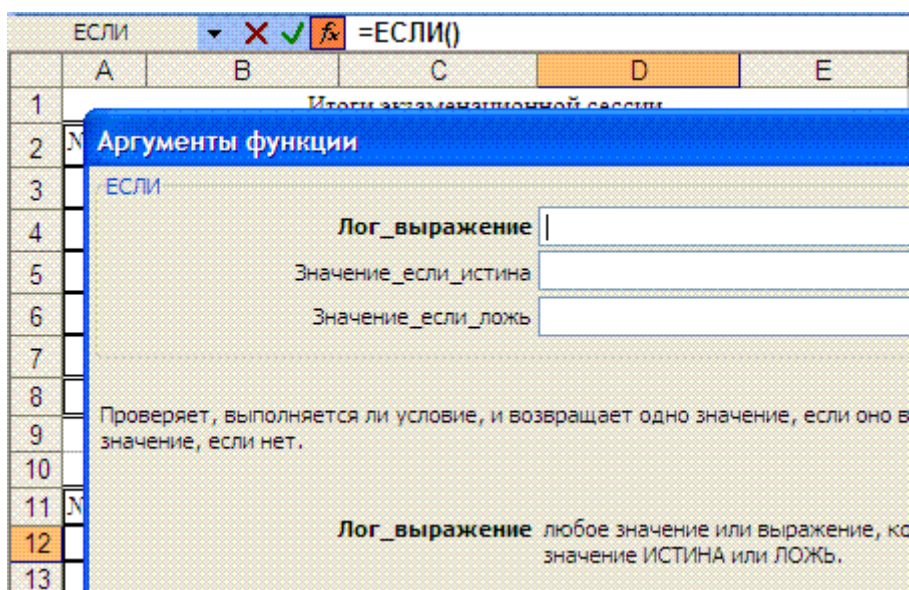 ЕСЛИ fx =ЕСЛИ()
A B C D E
1 Итоги экзаменационной сессии
2 N
Аргументы функции
3
ЕСЛИ
4 Лог_выражение
5 Значение_если_истина
6 Значение_если_ложь
7
8
Проверяет, выполняется ли условие, и возвращает одно значение, если оно в
9 значение, если нет.
10
11 N
12 Лог_выражение любое значение или выражение, ко
значение ИСТИНА или ЛОЖЬ.
13